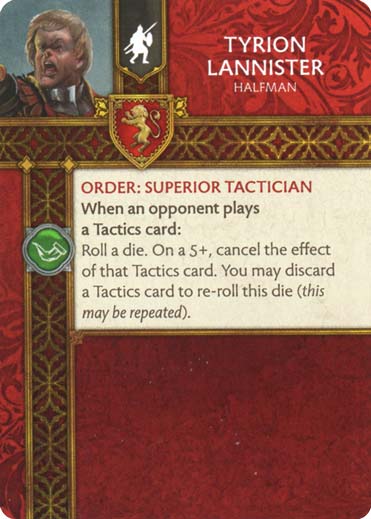 TYRION
LANNISTER
HALFMAN
ORDER: SUPERIOR TACTICIAN
When an opponent plays
a Tactics card:
Roll a die. On a 5+, cancel the effect
of that Tactics card. You may discard
a Tactics card to re-roll this die (this
may be repeated).